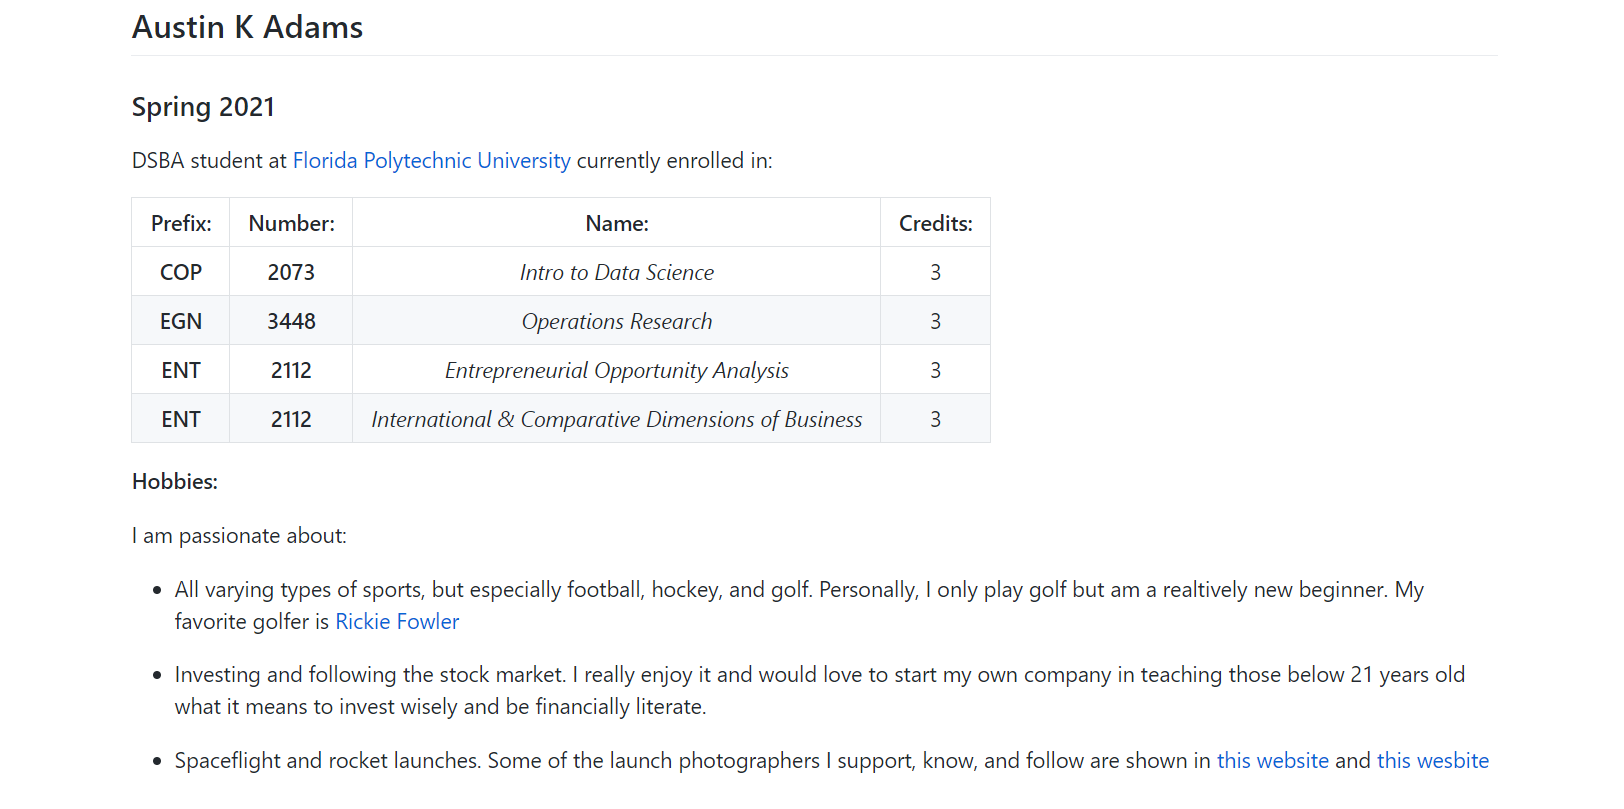 Austin K Adams
Spring 2021
DSBA student at Florida Polytechnic University currently enrolled in:
Prefix: Number: Name: Credits:
COP 2073 Intro to Data Science 3
EGN 3448 Operations Research 3
ENT 2112 Entrepreneurial Opportunity Analysis 3
ENT 2112 International & Comparative Dimensions of Business 3
Hobbies:
I am passionate about:
All varying types of sports, but especially football, hockey, and golf. Personally, I only play golf but am a realtively new beginner. My
favorite golfer is Rickie Fowler
Investing and following the stock market. I really enjoy it and would love to start my own company in teaching those below 21 years old
what it means to invest wisely and be financially literate.
Spaceflight and rocket launches. Some of the launch photographers I support, know, and follow are shown in this website and this wesbite